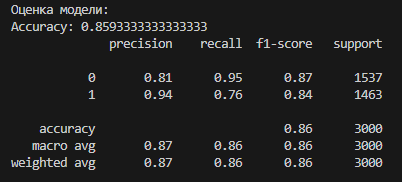 Оценка модели:
Accuracy: 0.8593333333333333
precision recall f1-score support
0 0.81 0.95 0.87 1537
1 0.94 0.76 0.84 1463
accuracy 0.86 3000
macro avg 0.87 0.86 0.86 3000
weighted avg 0.87 0.86 0.86 3000